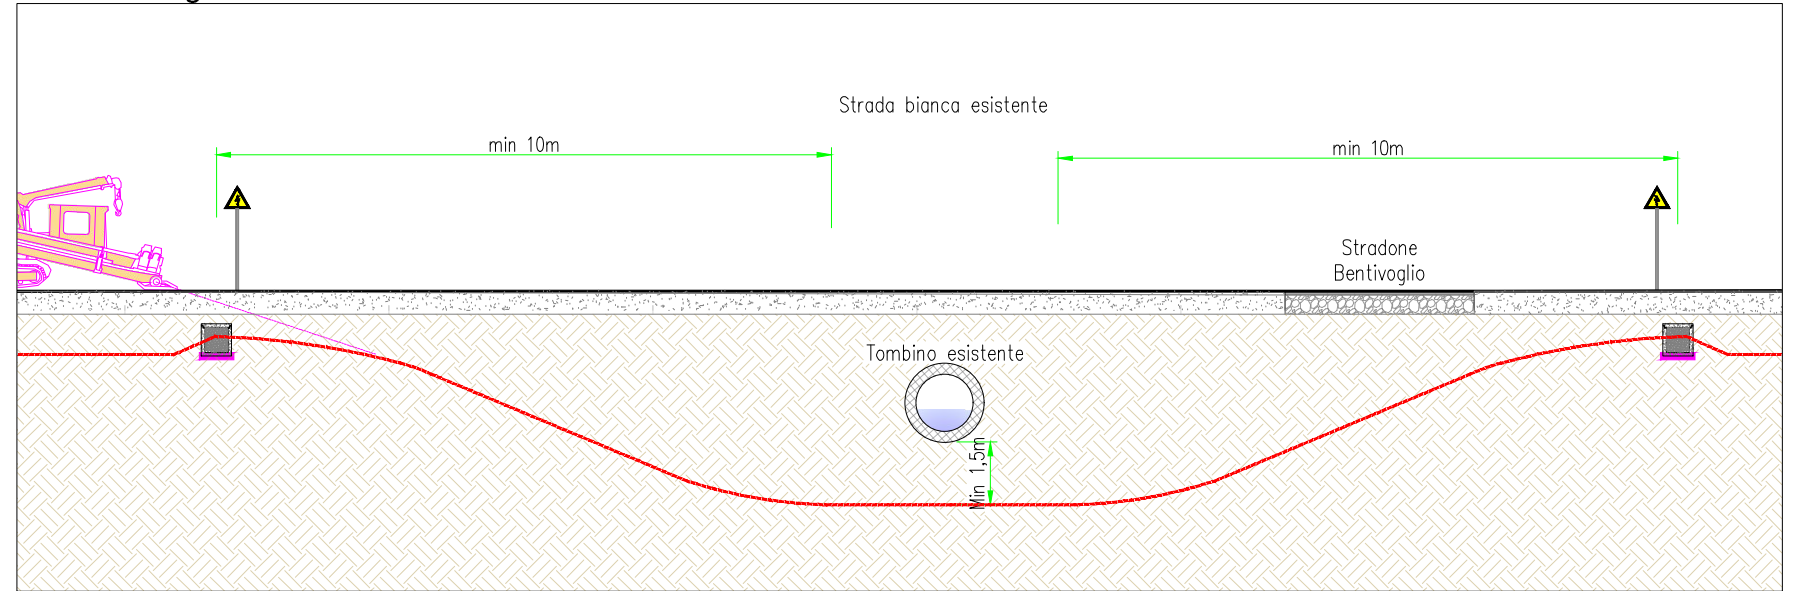 Strada bianca esistente
min 10m
min 10m
Stradone
Bentivoglio
Tombino esistente
Min 1,5m